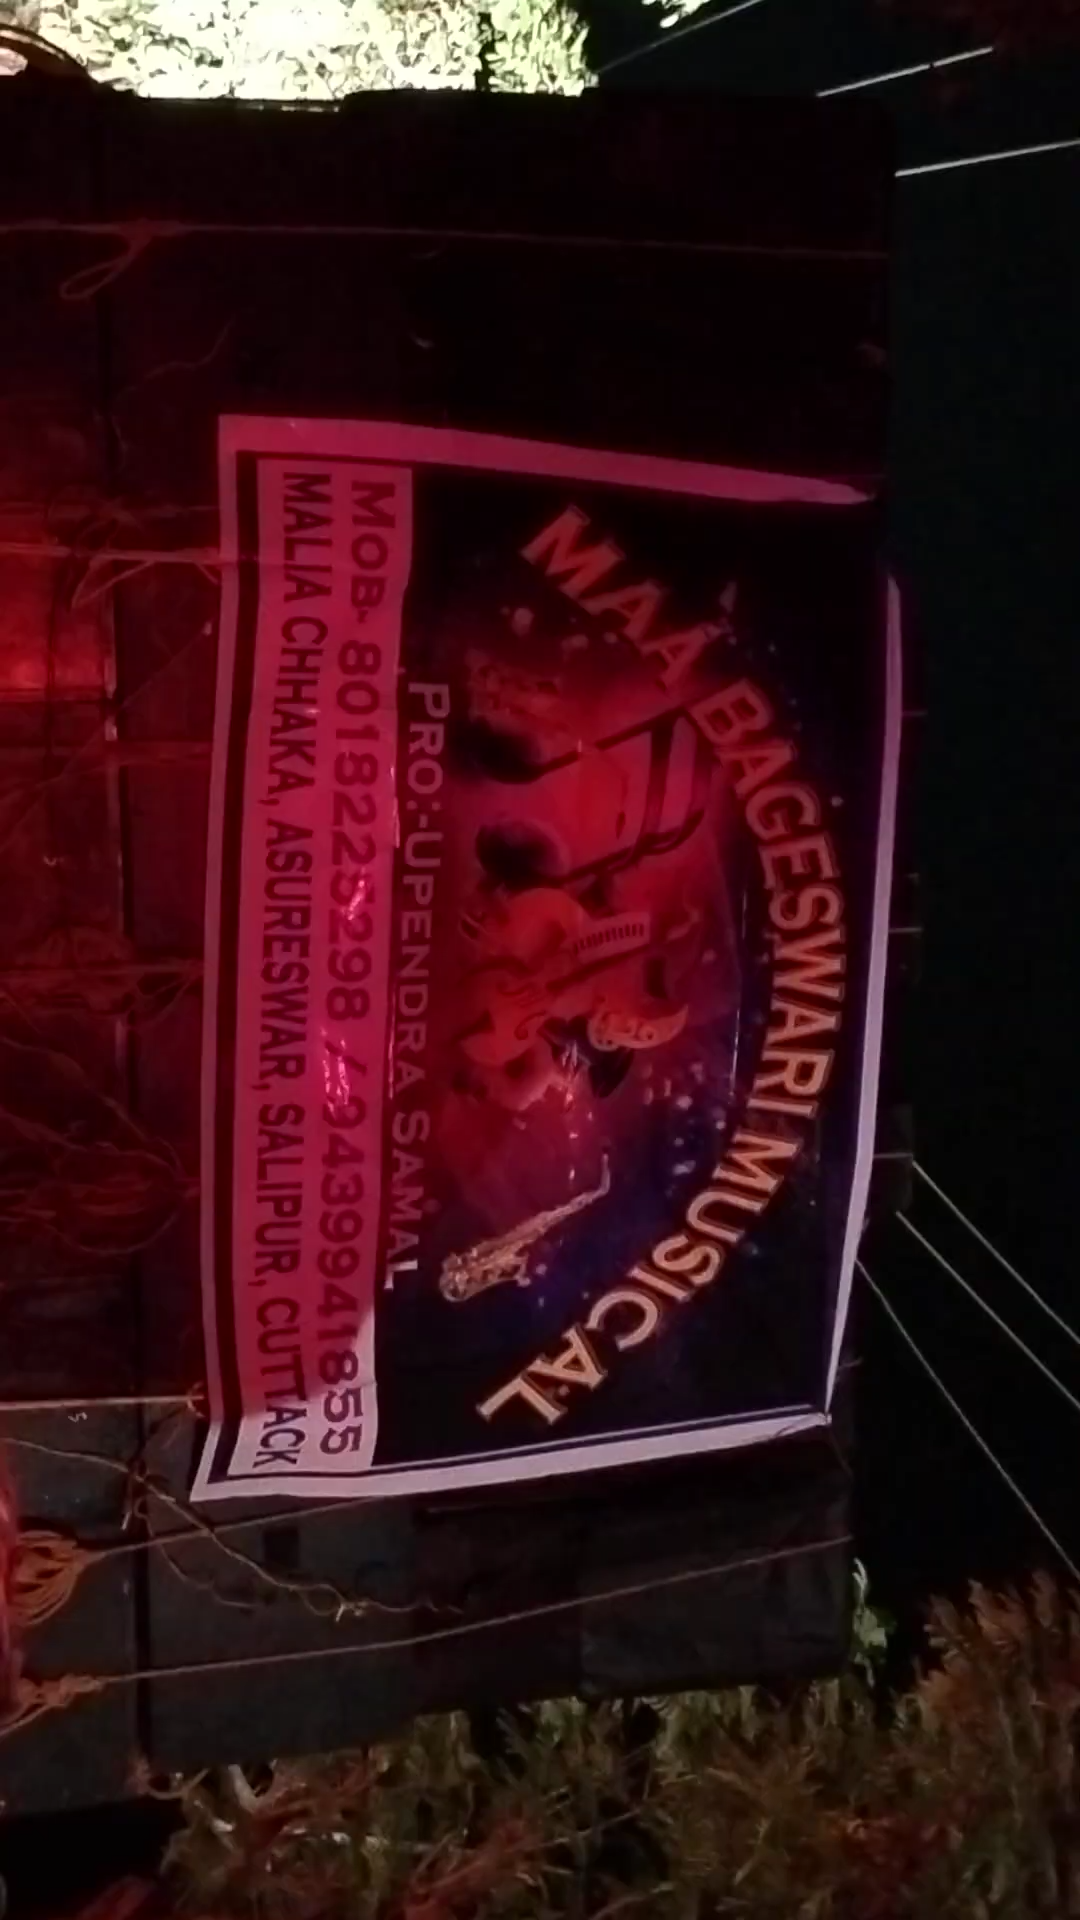 MAA BAGESWARI MUSICAL
PRO:-UPENDRA SAMAL
MOB- 8018225298 / 9439941855
MALIA CHHAKA, ASURESWAR, SALIPUR, CUTTACK